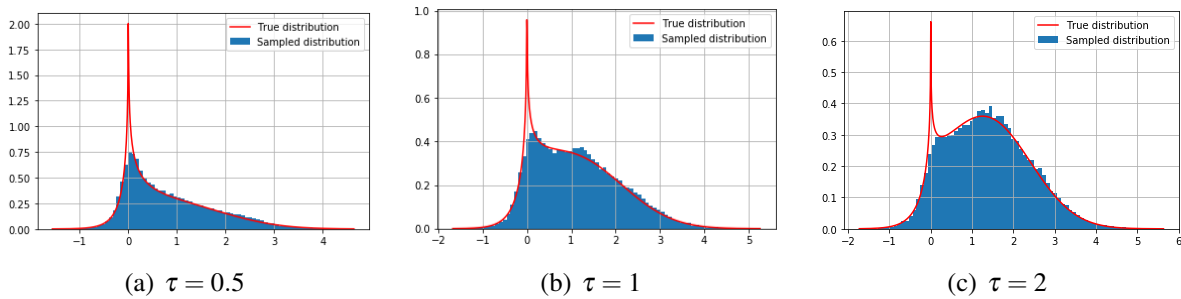 True distribution
Sampled distribution
2.00
1.75
1.50
1.25
1.00
0.75
0.50
0.25
0.00
−1 0 1 2 3 4
(a) τ = 0.5
True distribution
Sampled distribution
1.0
0.8
0.6
0.4
0.2
0.0
−2 −1 0 1 2 3 4 5
(b) τ = 1
True distribution
Sampled distribution
0.6
0.5
0.4
0.3
0.2
0.1
0.0
−2 −1 0 1 2 3 4 5 6
(c) τ = 2